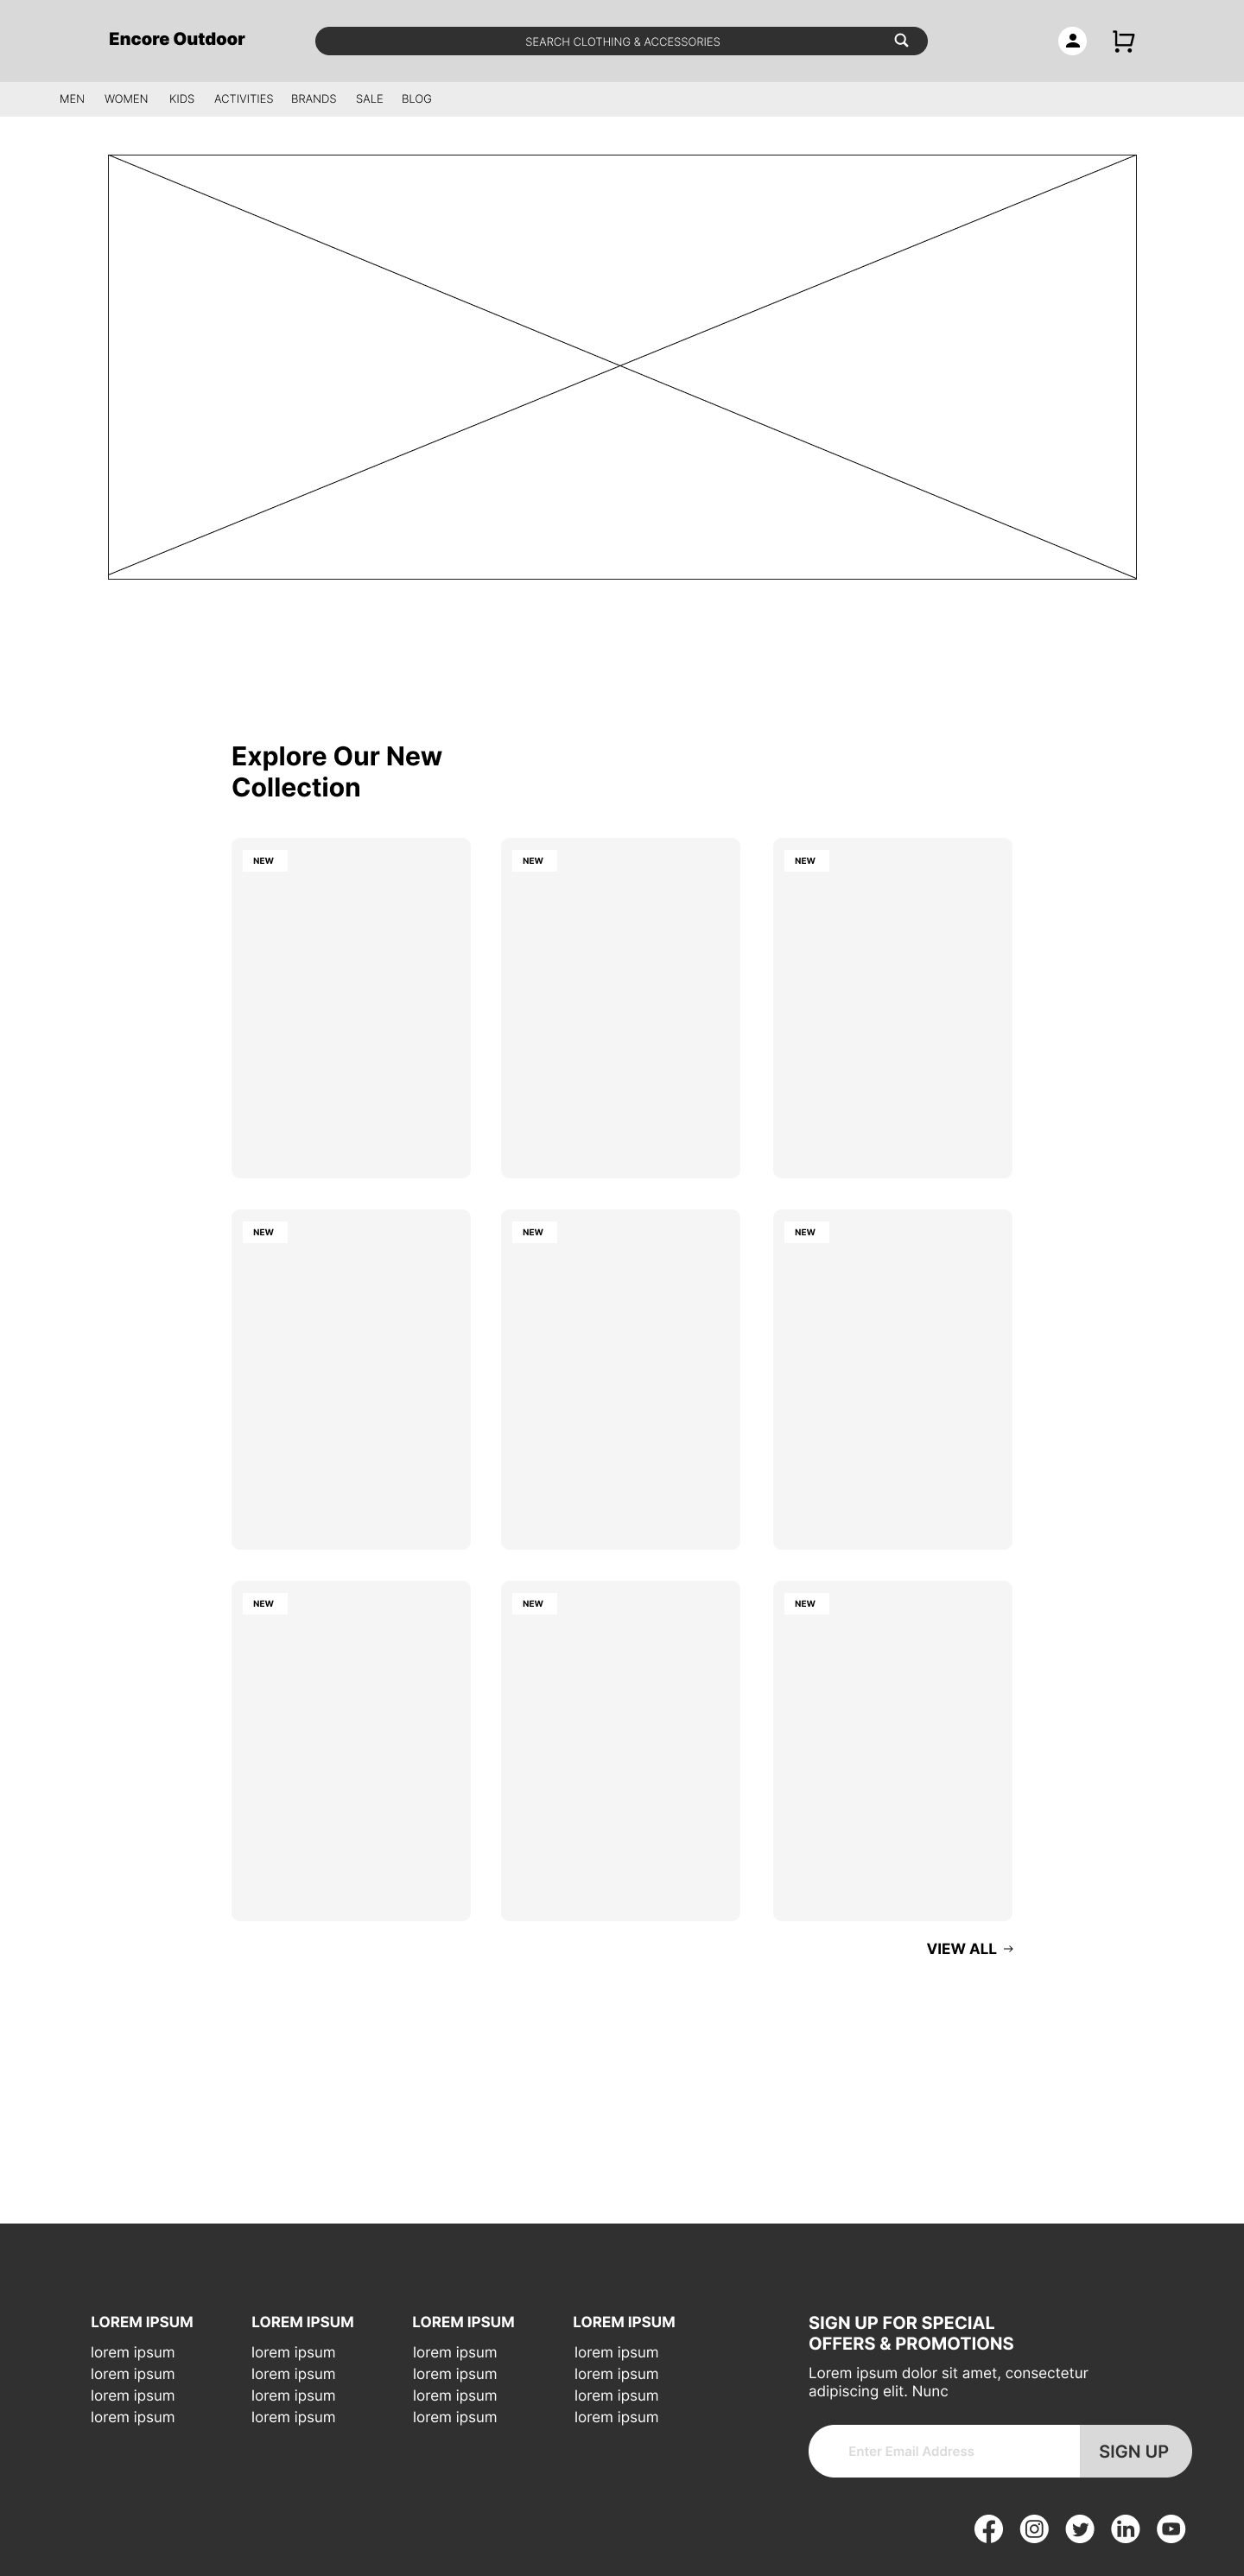 Encore Outdoor
SEARCH CLOTHING & ACCESSORIES
MEN WOMEN KIDS ACTIVITIES BRANDS SALE BLOG
Explore Our New
Collection
NEW NEW NEW
NEW NEW NEW
NEW NEW NEW
VIEW ALL →
LOREM IPSUM
lorem ipsum
lorem ipsum
lorem ipsum
lorem ipsum
LOREM IPSUM
lorem ipsum
lorem ipsum
lorem ipsum
lorem ipsum
LOREM IPSUM
lorem ipsum
lorem ipsum
lorem ipsum
lorem ipsum
LOREM IPSUM
lorem ipsum
lorem ipsum
lorem ipsum
lorem ipsum
SIGN UP FOR SPECIAL
OFFERS & PROMOTIONS
Lorem ipsum dolor sit amet, consectetur
adipiscing elit. Nunc
Enter Email Address
SIGN UP